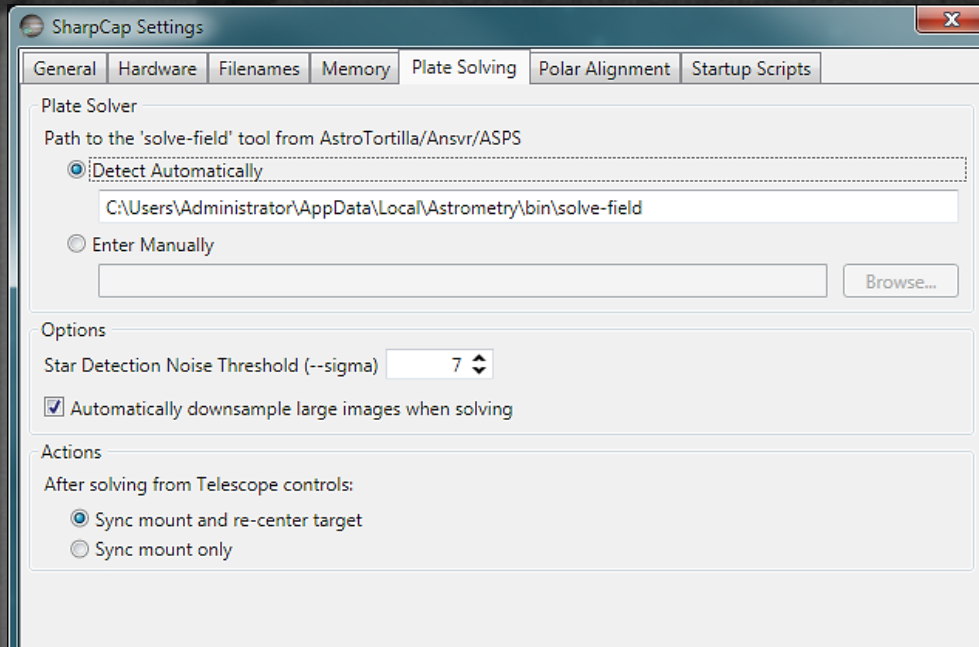 SharpCap Settings
General Hardware Filenames Memory Plate Solving Polar Alignment Startup Scripts
Plate Solver
Path to the 'solve-field' tool from AstroTortilla/Ansvr/ASPS
Detect Automatically
C:\Users\Administrator\AppData\Local\Astrometry\bin\solve-field
Enter Manually
Browse...
Options
Star Detection Noise Threshold (--sigma) 7
Automatically downsample large images when solving
Actions
After solving from Telescope controls:
Sync mount and re-center target
Sync mount only